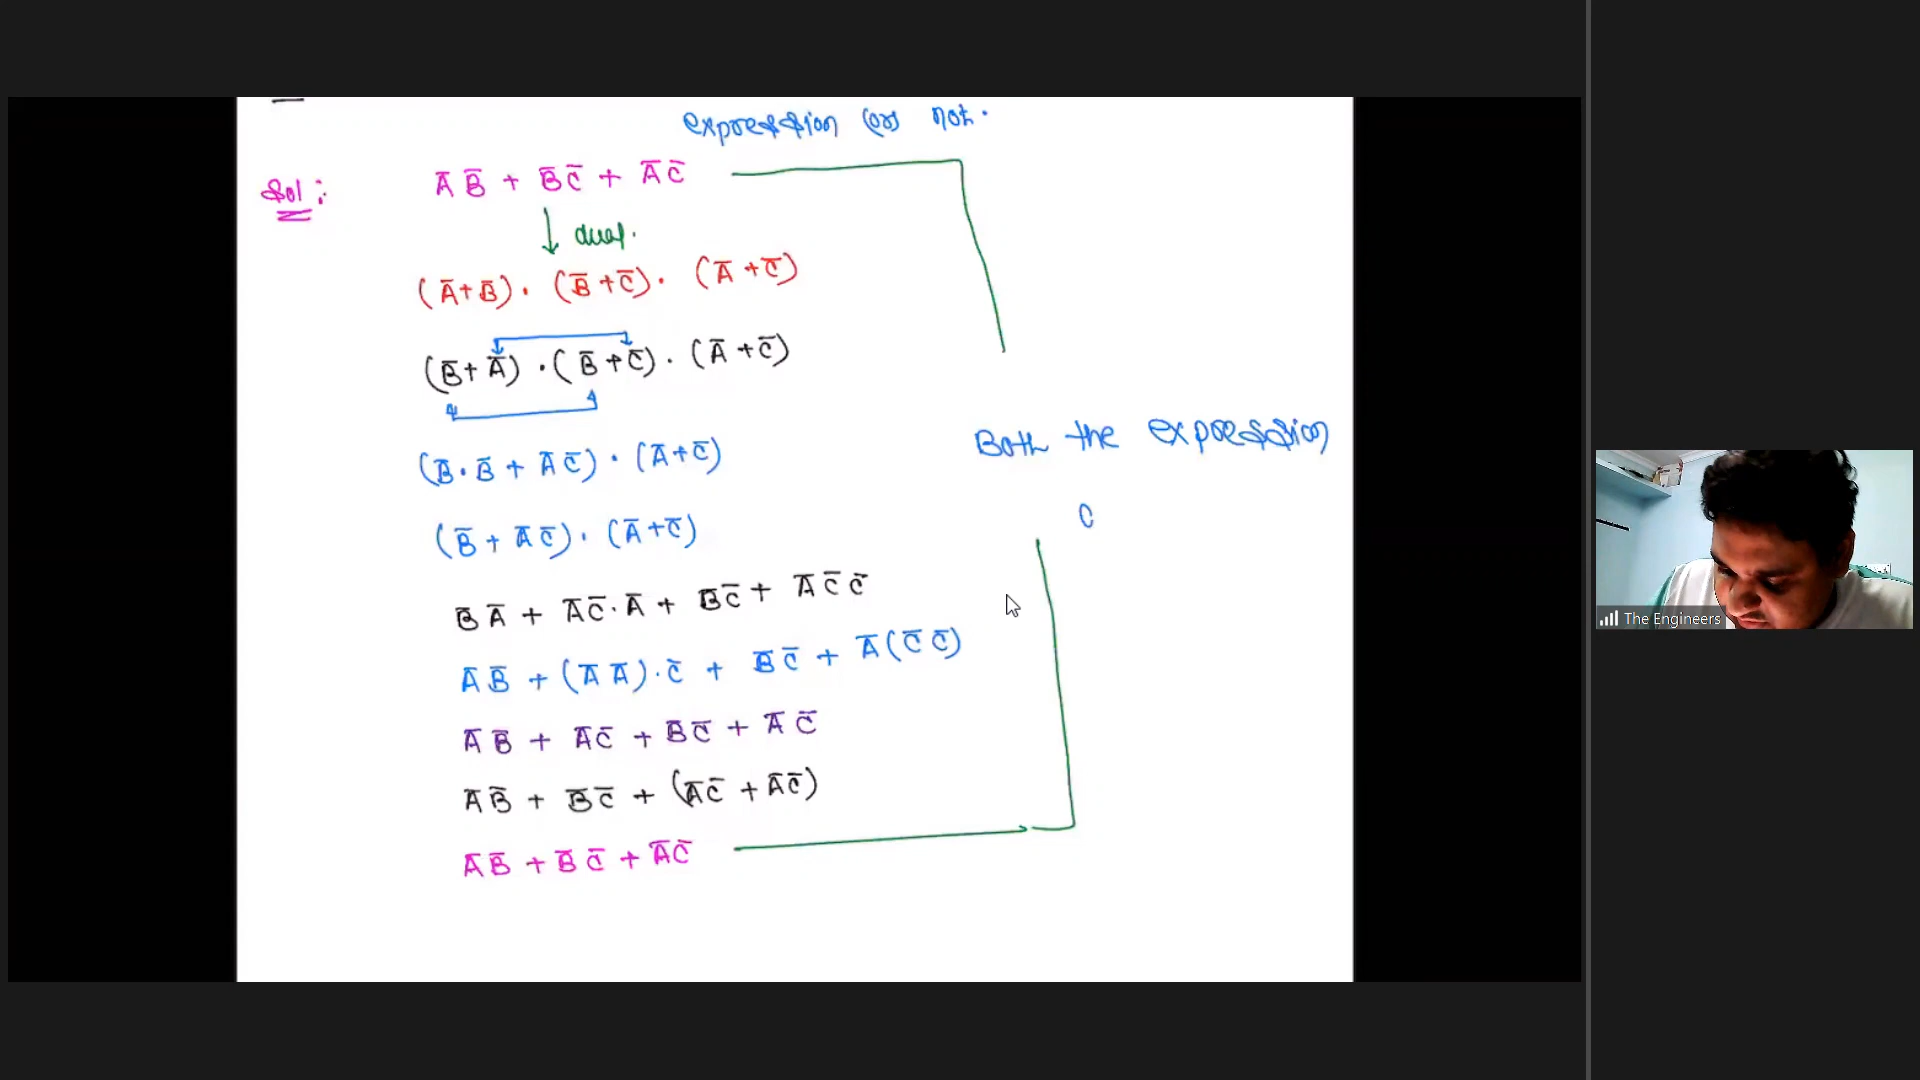 expression (or) not.
Sol :
A̅ B̅ + B̅ C̅ + A̅ C̅
↓ dual.
(A̅+B̅) · (B̅+C̅) · (A̅+C̅)
(B̅+A̅) · (B̅+C̅) · (A̅+C̅)
(B̅·B̅ + A̅ C̅) · (A̅+C̅)
(B̅ + A̅ C̅) · (A̅+C̅)
B̅ A̅ + A̅ C̅ · A̅ + B̅ C̅ + A̅ C̅ C̅
A̅ B̅ + (A̅ A̅) · C̅ + B̅ C̅ + A̅ (C̅ C̅)
A̅ B̅ + A̅ C̅ + B̅ C̅ + A̅ C̅
A̅ B̅ + B̅ C̅ + (A̅ C̅ + A̅ C̅)
A̅ B̅ + B̅ C̅ + A̅ C̅
Both the expression
The Engineers